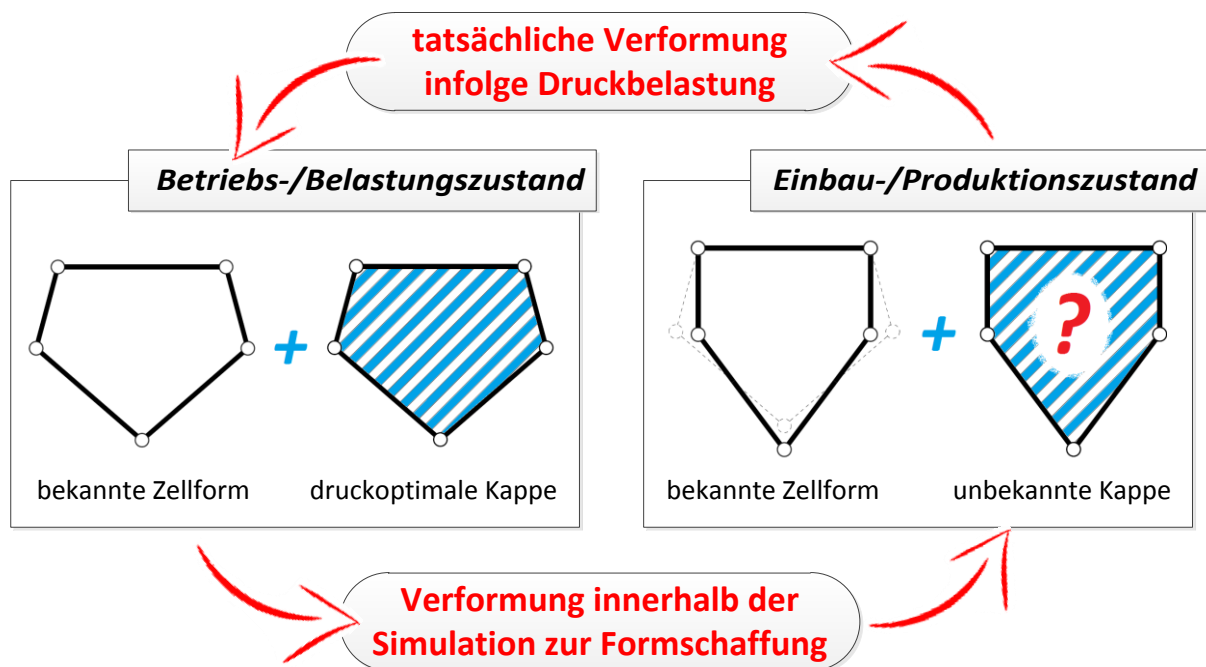 tatsächliche Verformung
infolge Druckbelastung
Betriebs-/Belastungszustand
+
bekannte Zellform
druckoptimale Kappe
Einbau-/Produktionszustand
+
?
bekannte Zellform
unbekannte Kappe
Verformung innerhalb der
Simulation zur Formschaffung